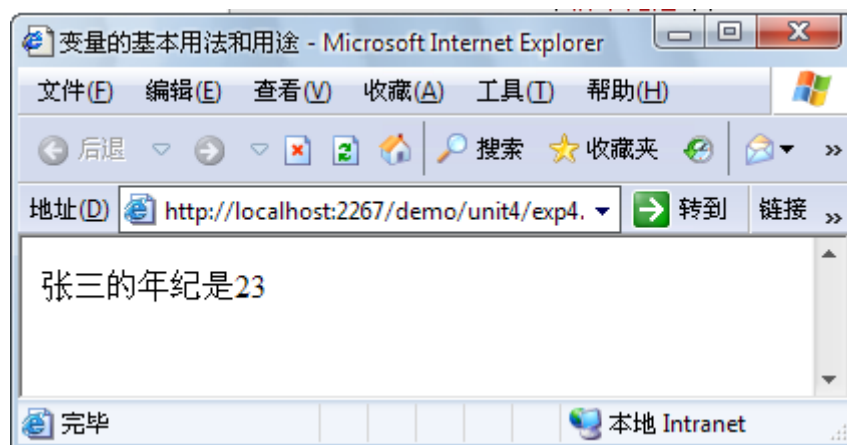 变量的基本用法和用途 - Microsoft Internet Explorer
文件(F) 编辑(E) 查看(V) 收藏(A) 工具(T) 帮助(H)
后退 搜索 收藏夹 »
地址(D) http://localhost:2267/demo/unit4/exp4. 转到 链接 »
张三的年纪是23
完毕 本地 Intranet